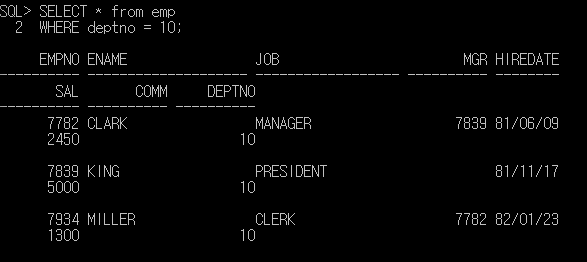 SQL> SELECT * from emp
  2  WHERE deptno = 10;
     EMPNO ENAME                JOB                       MGR HIREDATE
---------- -------------------- ------------------ ---------- --------
       SAL       COMM     DEPTNO
---------- ---------- ----------
      7782 CLARK                MANAGER                  7839 81/06/09
      2450                    10
      7839 KING                 PRESIDENT                     81/11/17
      5000                    10
      7934 MILLER               CLERK                    7782 82/01/23
      1300                    10